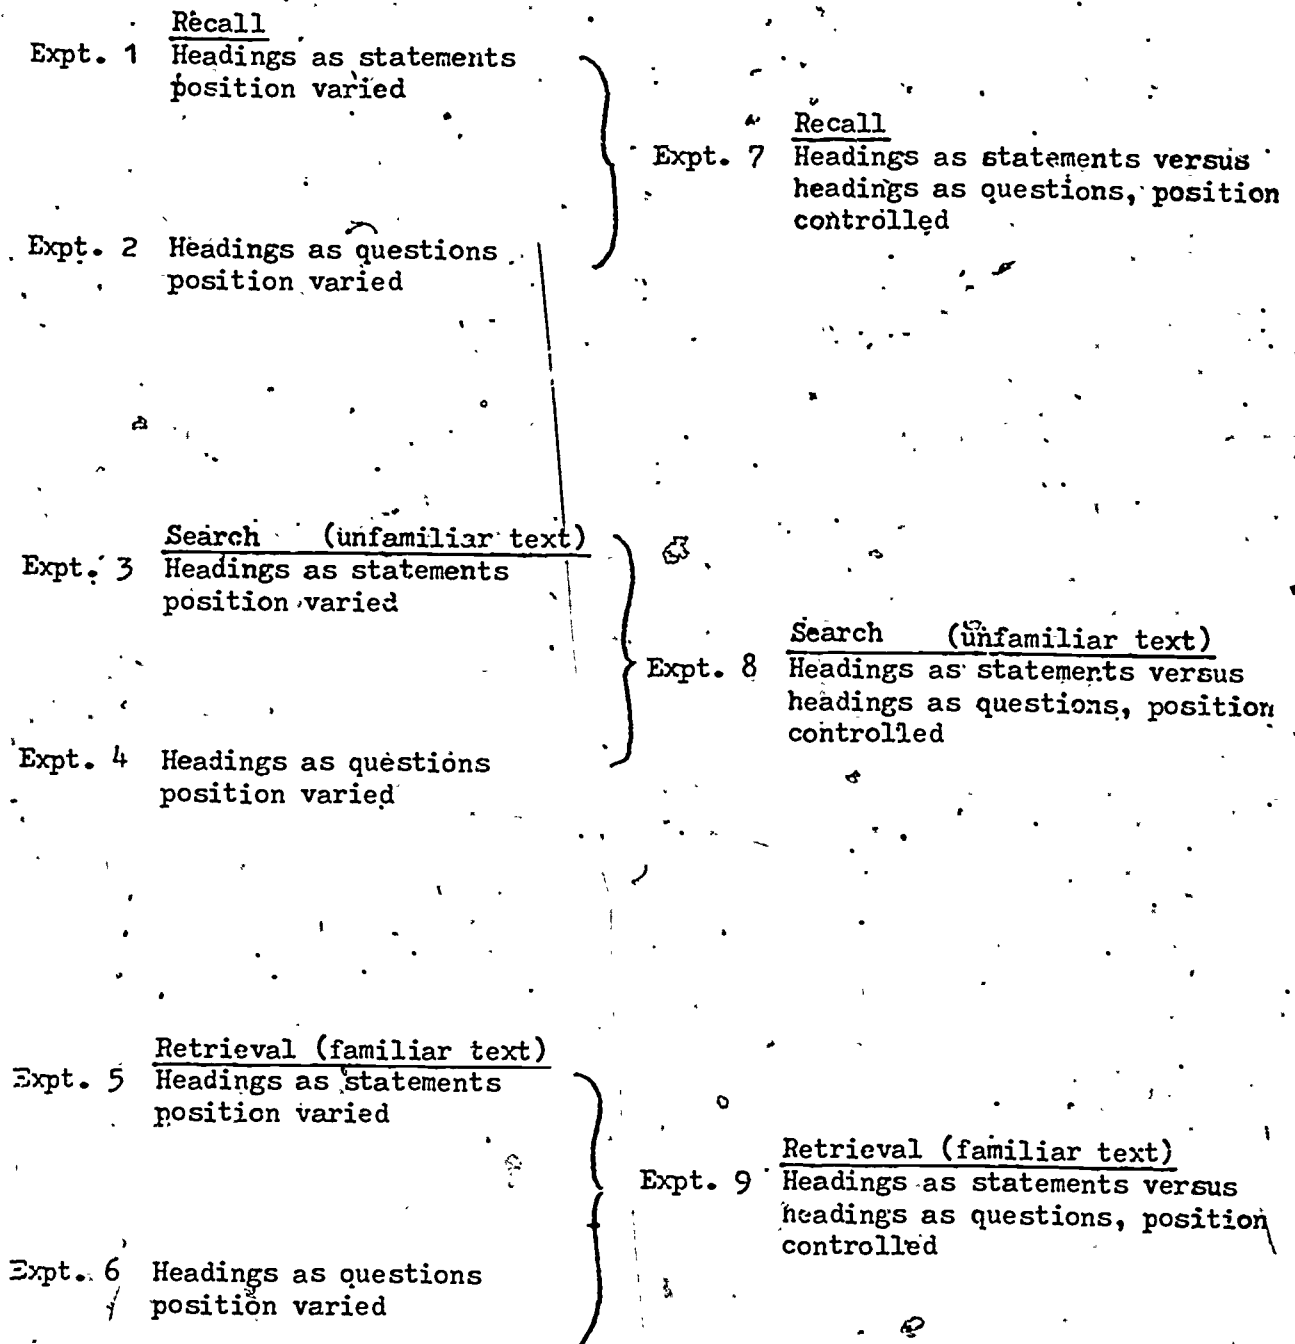 Recall
Expt. 1 Headings as statements
position varied
Expt. 2 Headings as questions
position varied
Recall
Expt. 7 Headings as statements versus
headings as questions, position
controlled
Search (unfamiliar text)
Expt. 3 Headings as statements
position varied
Expt. 4 Headings as questions
position varied
Search (unfamiliar text)
Expt. 8 Headings as statements versus
headings as questions, position
controlled
Retrieval (familiar text)
Expt. 5 Headings as statements
position varied
Expt. 6 Headings as questions
position varied
Retrieval (familiar text)
Expt. 9 Headings as statements versus
headings as questions, position
controlled